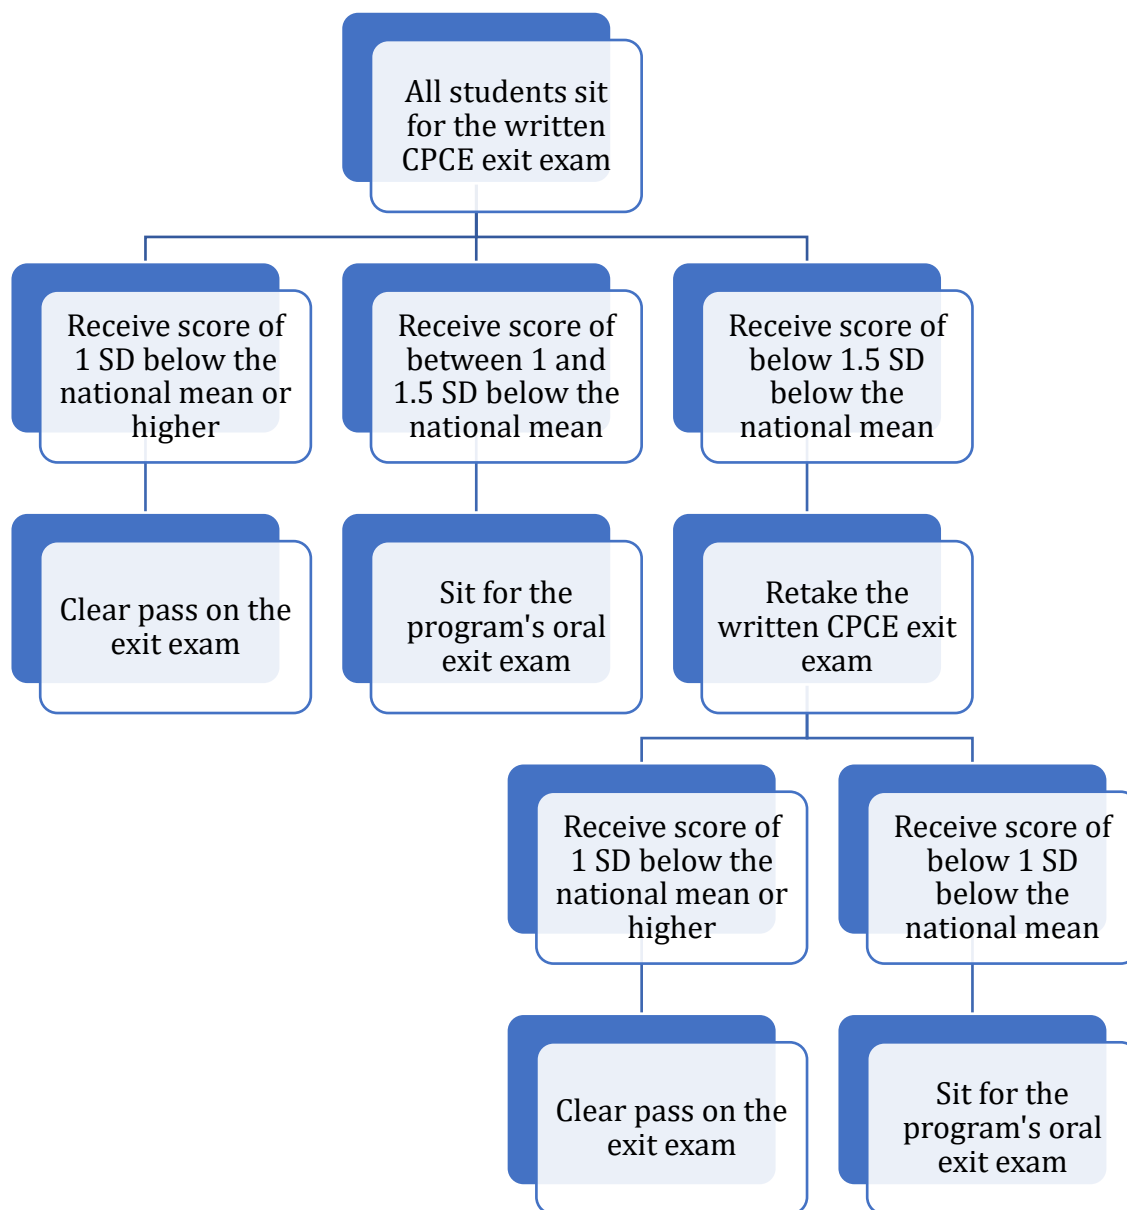 All students sit
for the written
CPCE exit exam
Receive score of
1 SD below the
national mean or
higher
Receive score of
between 1 and
1.5 SD below the
national mean
Receive score of
below 1.5 SD
below the
national mean
Clear pass on the
exit exam
Sit for the
program's oral
exit exam
Retake the
written CPCE exit
exam
Receive score of
1 SD below the
national mean or
higher
Receive score of
below 1 SD
below the
national mean
Clear pass on the
exit exam
Sit for the
program's oral
exit exam